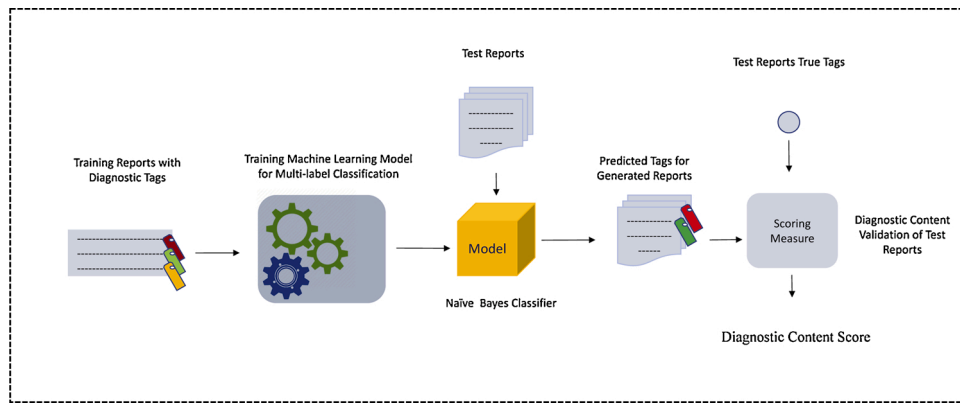 Test Reports
Test Reports True Tags
Training Reports with
Diagnostic Tags
Training Machine Learning Model
for Multi-label Classification
Predicted Tags for
Generated Reports
Model
Naïve Bayes Classifier
Scoring
Measure
Diagnostic Content
Validation of Test
Reports
Diagnostic Content Score